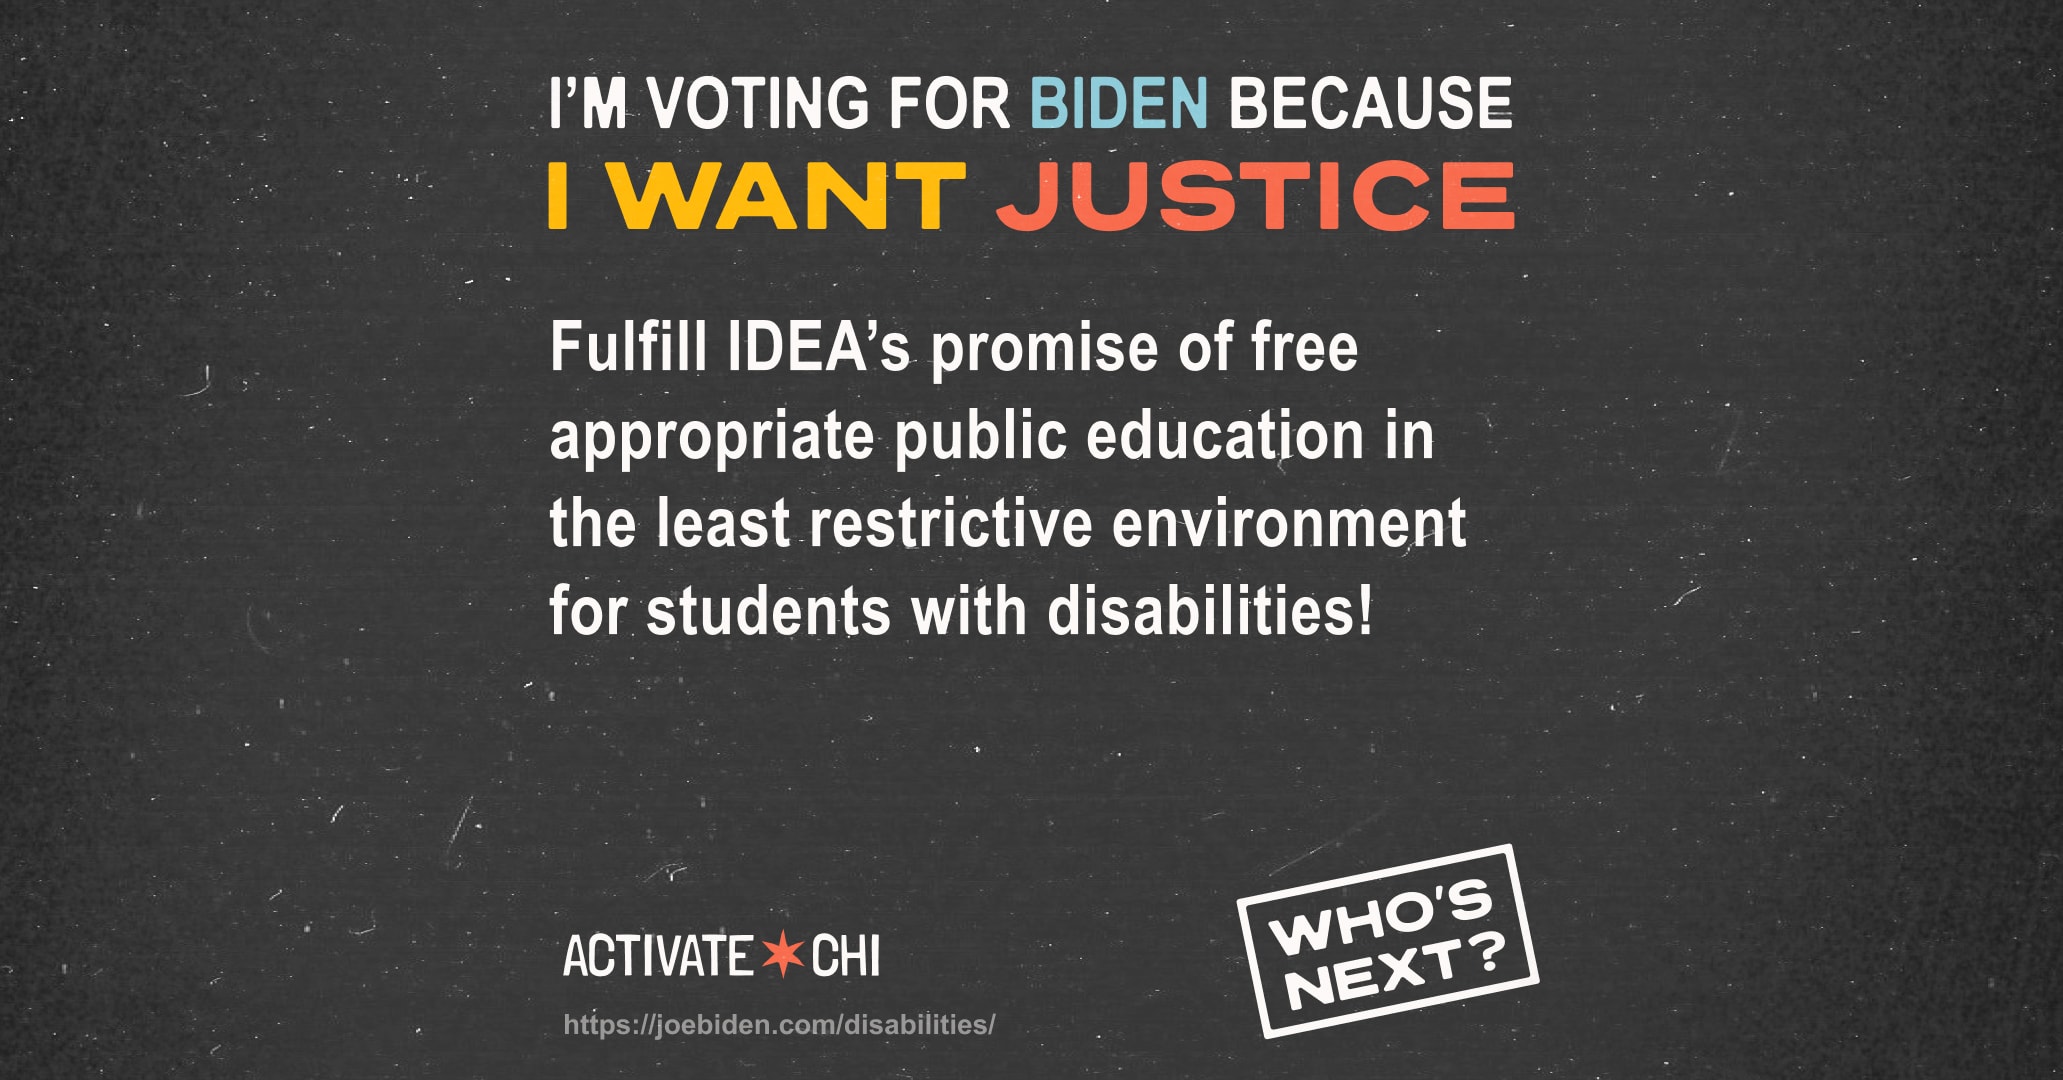 I'M VOTING FOR BIDEN BECAUSE
I WANT JUSTICE
Fulfill IDEA's promise of free
appropriate public education in
the least restrictive environment
for students with disabilities!
ACTIVATE CHI
https://joebiden.com/disabilities/
WHO'S
NEXT?